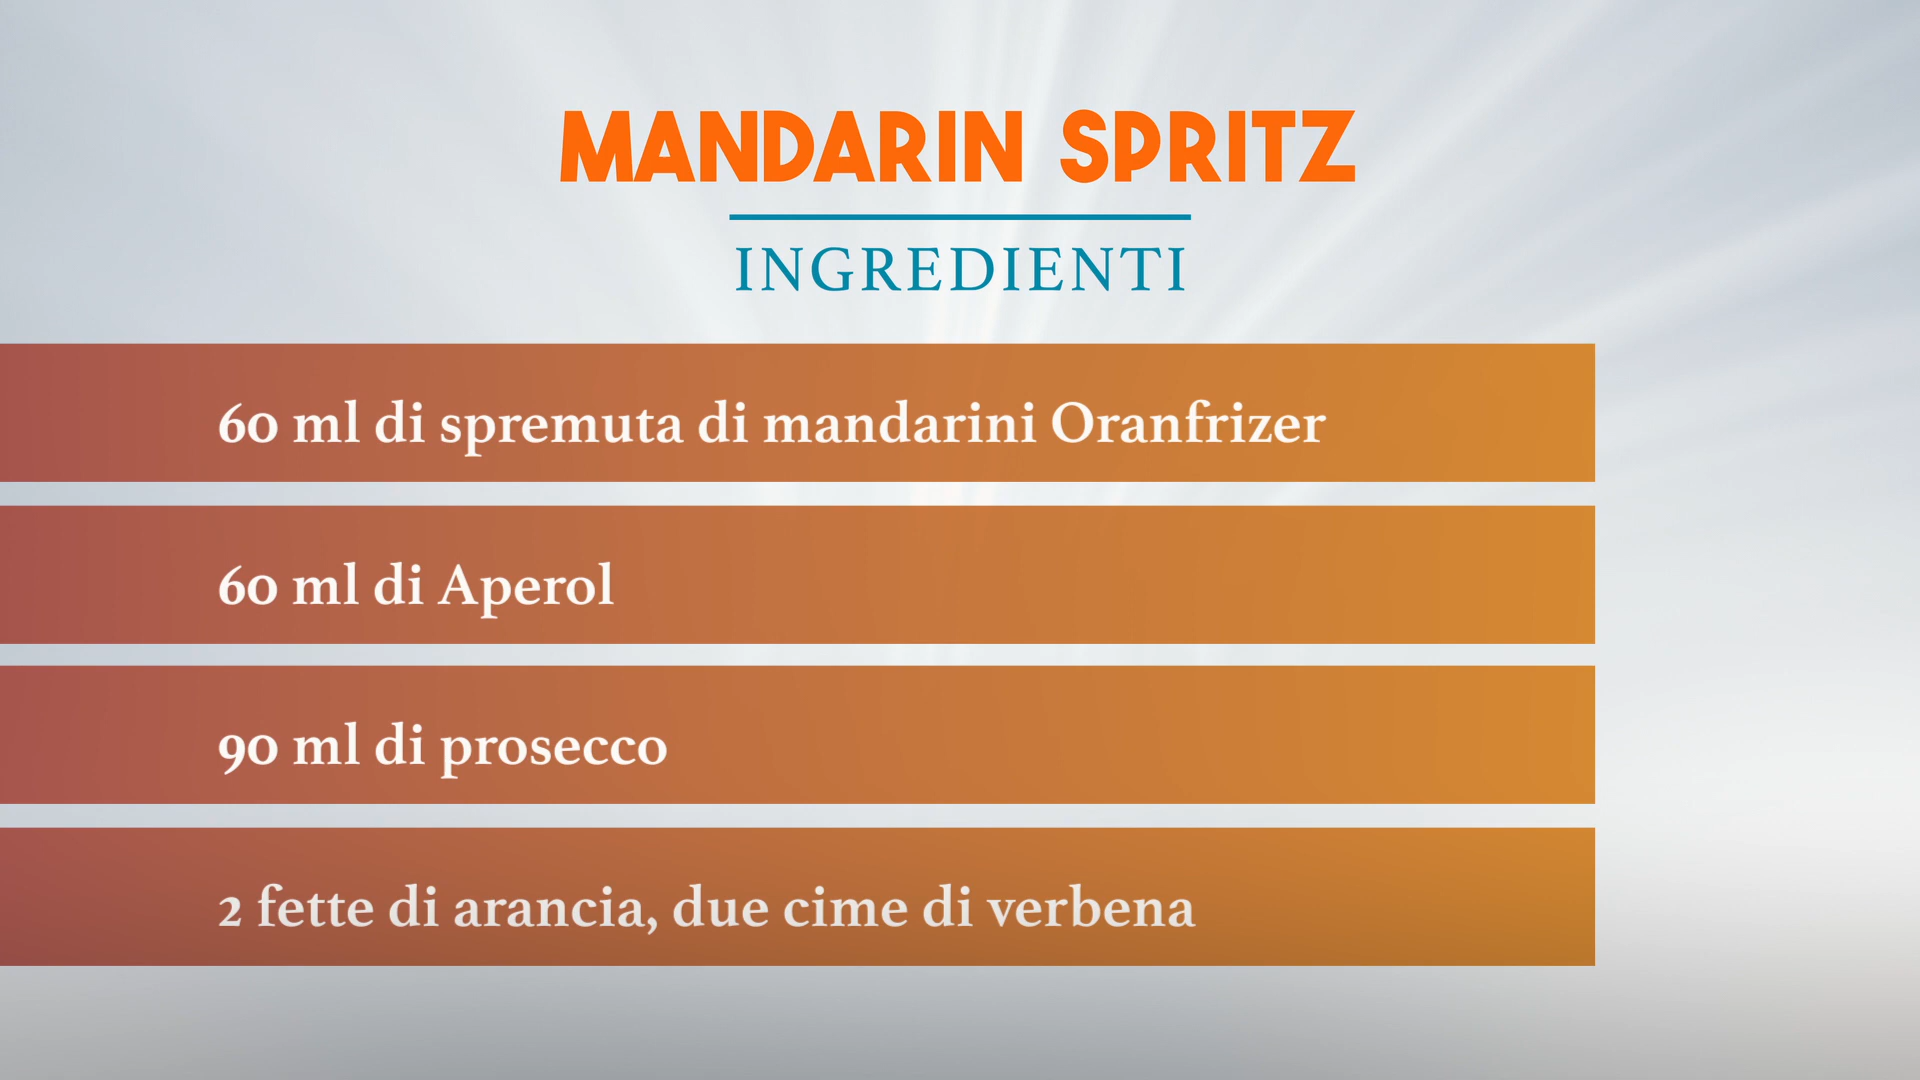 MANDARIN SPRITZ
INGREDIENTI
60 ml di spremuta di mandarini Oranfrizer
60 ml di Aperol
90 ml di prosecco
2 fette di arancia, due cime di verbena